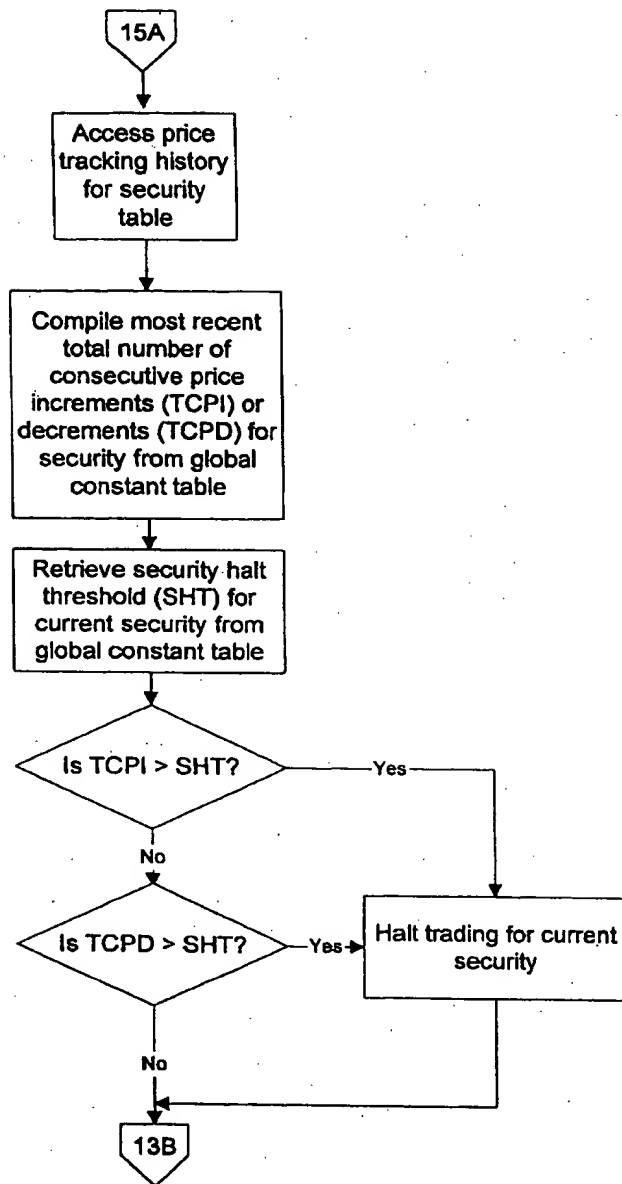 15A
Access price
tracking history
for security
table
Compile most recent
total number of
consecutive price
increments (TCPI) or
decrements (TCPD) for
security from global
constant table
Retrieve security halt
threshold (SHT) for
current security from
global constant table
Is TCPI > SHT?
Yes
No
Is TCPD > SHT?
Yes
Halt trading for current
security
No
13B